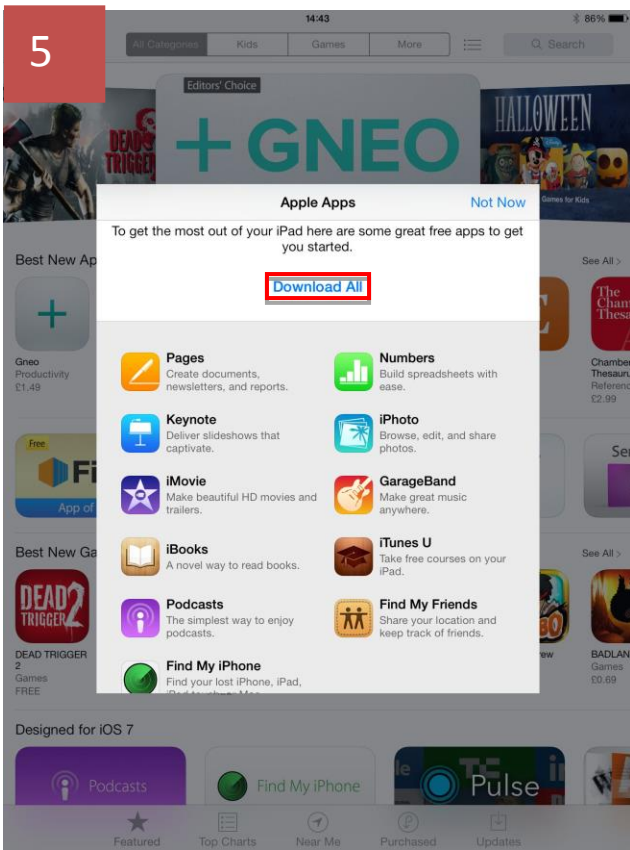 5
14:43
86%
All Categories Kids Games More
Search
Editors' Choice
DEAD TRIGGER
+ GNEO
HALLOWEEN
Games for Kids
Apple Apps
Not Now
To get the most out of your iPad here are some great free apps to get
you started.
Download All
Best New Ap
See All >
The
Cham
Thesa
Gneo
Productivity
£1.49
Chamber
Thesauru
Referenc
£2.99
Pages
Create documents,
newsletters, and reports.
Numbers
Build spreadsheets with
ease.
Keynote
Deliver slideshows that
captivate.
iPhoto
Browse, edit, and share
photos.
Free
Fi
App of
Ser
iMovie
Make beautiful HD movies and
trailers.
GarageBand
Make great music
anywhere.
iBooks
A novel way to read books.
iTunes U
Take free courses on your
iPad.
Best New Ga
See All >
Podcasts
The simplest way to enjoy
podcasts.
Find My Friends
Share your location and
keep track of friends.
DEAD
TRIGGER 2
DEAD TRIGGER
2
Games
FREE
rew
BADLAN
Games
£0.69
Find My iPhone
Find your lost iPhone, iPad,
Designed for iOS 7
Podcasts
Find My iPhone
Pulse
Featured Top Charts Near Me Purchased Updates